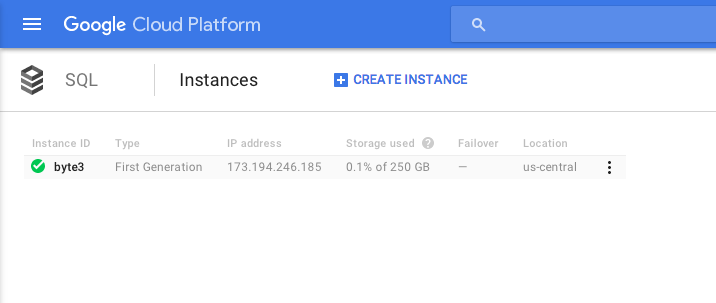 Google Cloud Platform
SQL Instances CREATE INSTANCE
Instance ID Type IP address Storage used ? Failover Location
byte3 First Generation 173.194.246.185 0.1% of 250 GB — us-central